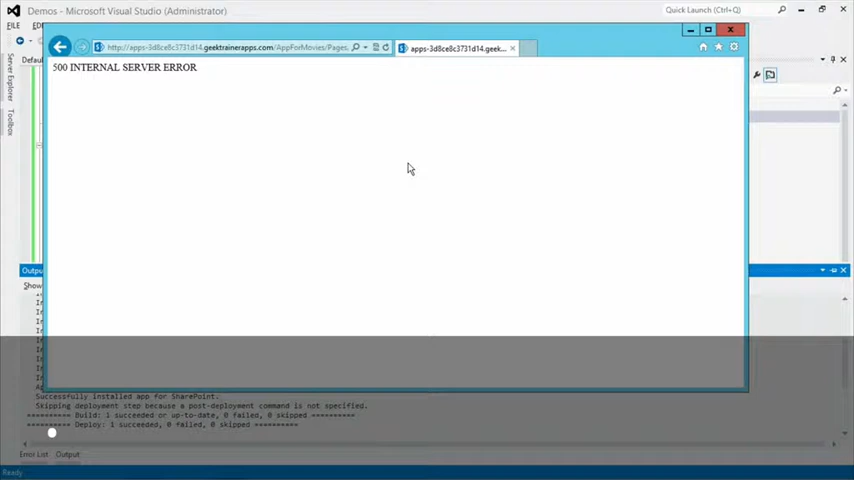 Demos - Microsoft Visual Studio (Administrator)
Quick Launch (Ctrl+Q)
FILE
http://apps-3d8ce8c3731d14.geektrainerapps.com/AppForMovies/Pages,
apps-3d8ce8c3731d14.geek...
500 INTERNAL SERVER ERROR
Server Explorer
Toolbox
Successfully installed app for SharePoint.
Skipping deployment step because a post-deployment command is not specified.
========== Build: 1 succeeded or up-to-date, 0 failed, 0 skipped ==========
========== Deploy: 1 succeeded, 0 failed, 0 skipped ==========
Error List Output
Ready